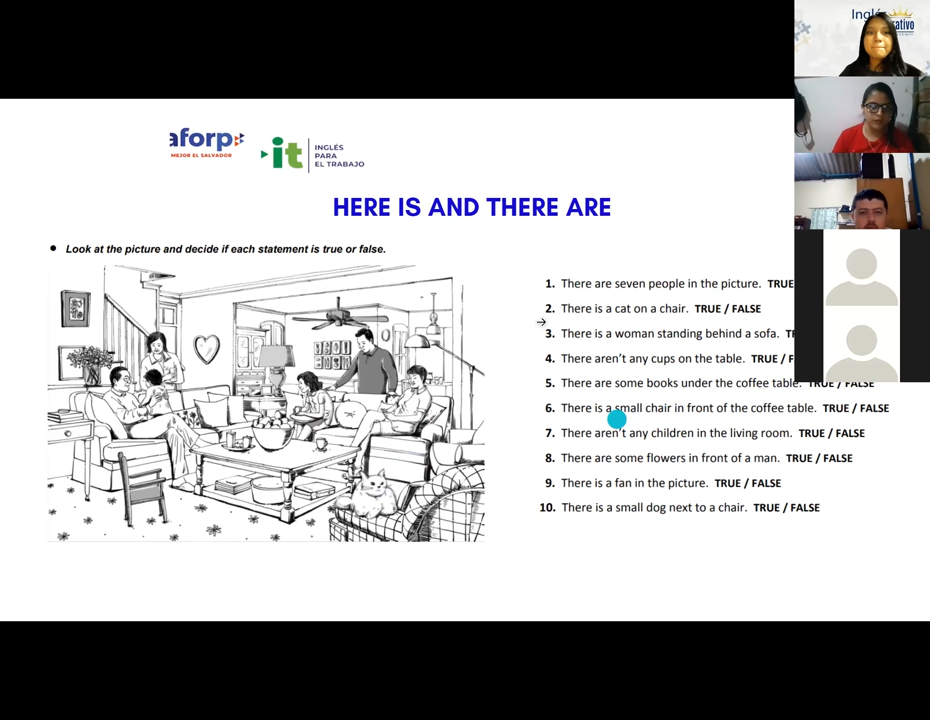 Inglés
rativo
aforp
MEJOR EL SALVADOR
it
INGLÉS
PARA
EL TRABAJO
HERE IS AND THERE ARE
• Look at the picture and decide if each statement is true or false.
1. There are seven people in the picture. TRUE
2. There is a cat on a chair. TRUE / FALSE
3. There is a woman standing behind a sofa.
4. There aren't any cups on the table. TRUE / F
5. There are some books under the coffee table. TRUE / FALSE
6. There is a small chair in front of the coffee table. TRUE / FALSE
7. There aren't any children in the living room. TRUE / FALSE
8. There are some flowers in front of a man. TRUE / FALSE
9. There is a fan in the picture. TRUE / FALSE
10. There is a small dog next to a chair. TRUE / FALSE